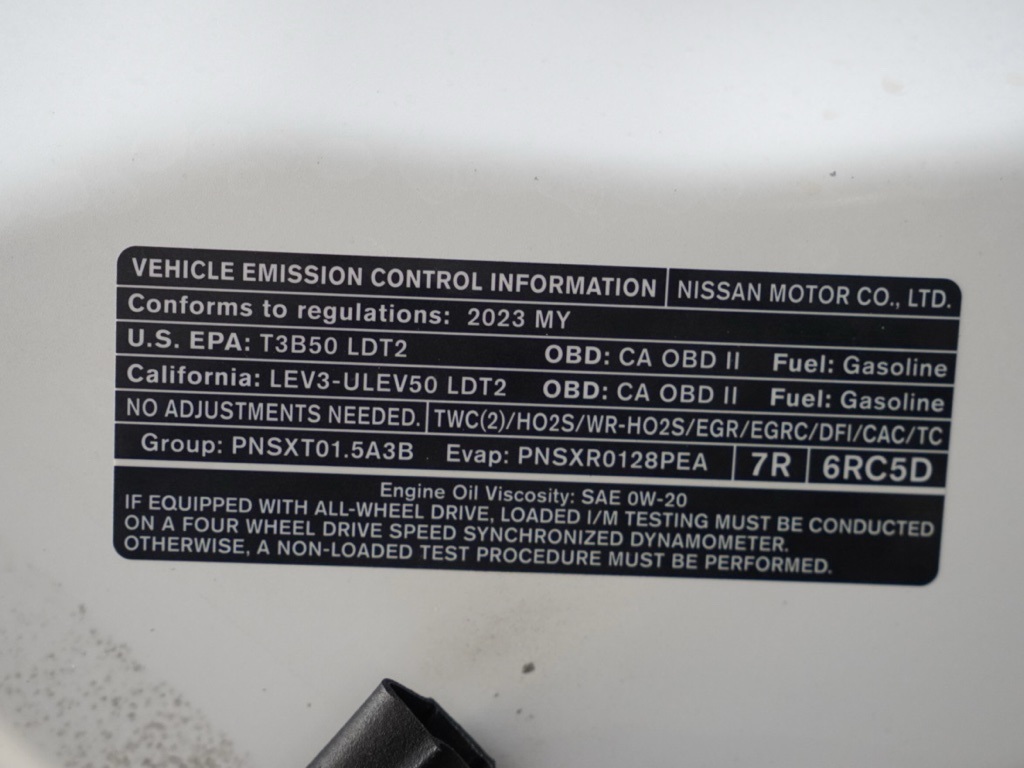 VEHICLE EMISSION CONTROL INFORMATION NISSAN MOTOR CO., LTD.
Conforms to regulations: 2023 MY
U.S. EPA: T3B50 LDT2 OBD: CA OBD II Fuel: Gasoline
California: LEV3-ULEV50 LDT2 OBD: CA OBD II Fuel: Gasoline
NO ADJUSTMENTS NEEDED. TWC(2)/HO2S/WR-HO2S/EGR/EGRC/DFI/CAC/TC
Group: PNSXT01.5A3B Evap: PNSXR0128PEA 7R 6RC5D
Engine Oil Viscosity: SAE 0W-20
IF EQUIPPED WITH ALL-WHEEL DRIVE, LOADED I/M TESTING MUST BE CONDUCTED
ON A FOUR WHEEL DRIVE SPEED SYNCHRONIZED DYNAMOMETER.
OTHERWISE, A NON-LOADED TEST PROCEDURE MUST BE PERFORMED.